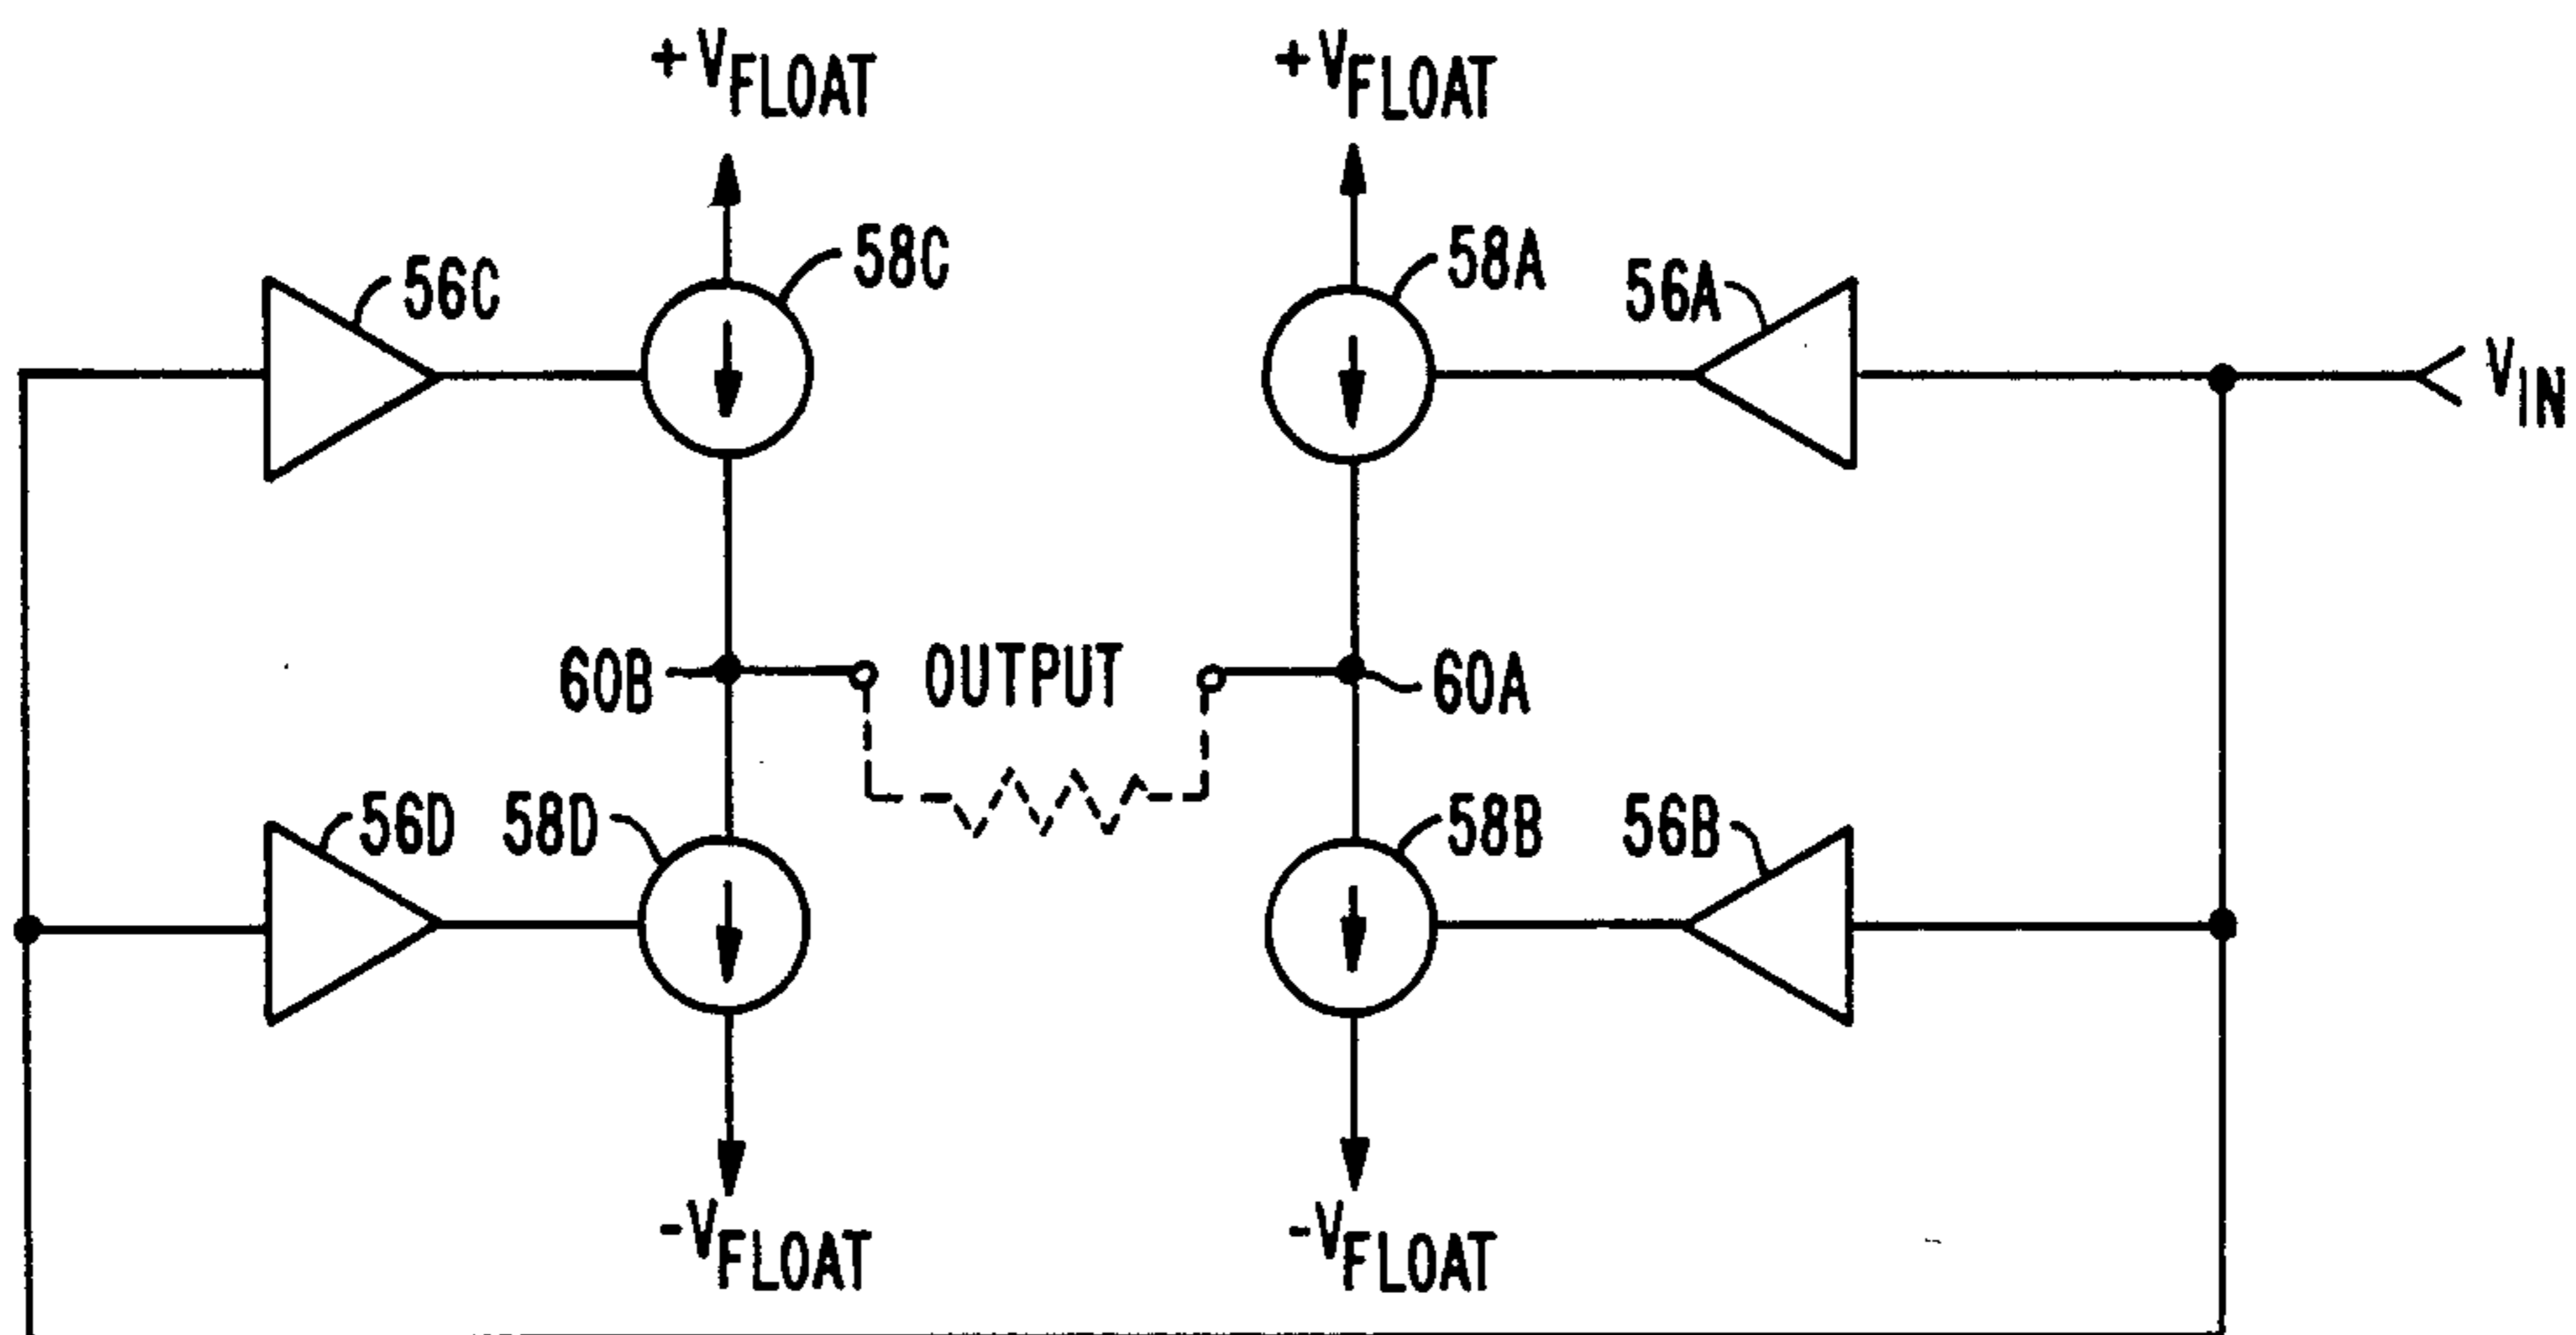 +VFLOAT
+VFLOAT
58C
58A
56C
56A
VIN
60B
OUTPUT
60A
56D
58D
58B
56B
-VFLOAT
-VFLOAT